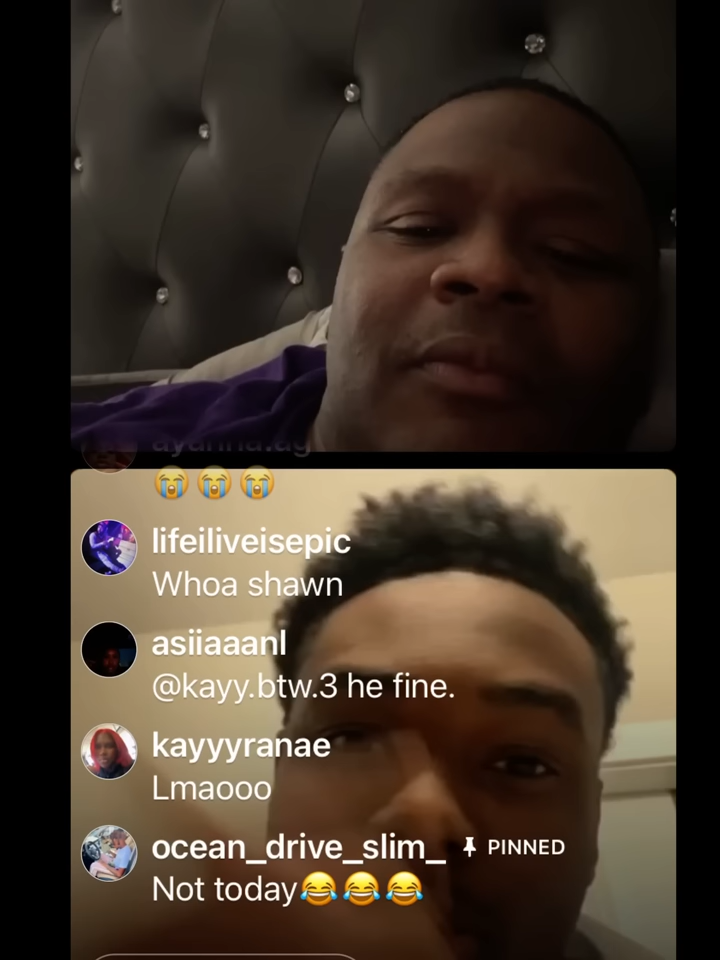 😭😭😭
lifeiliveisepic
Whoa shawn
asiiaaanl
@kayy.btw.3 he fine.
kayyyranae
Lmaooo
ocean_drive_slim_ PINNED
Not today😂😂😂